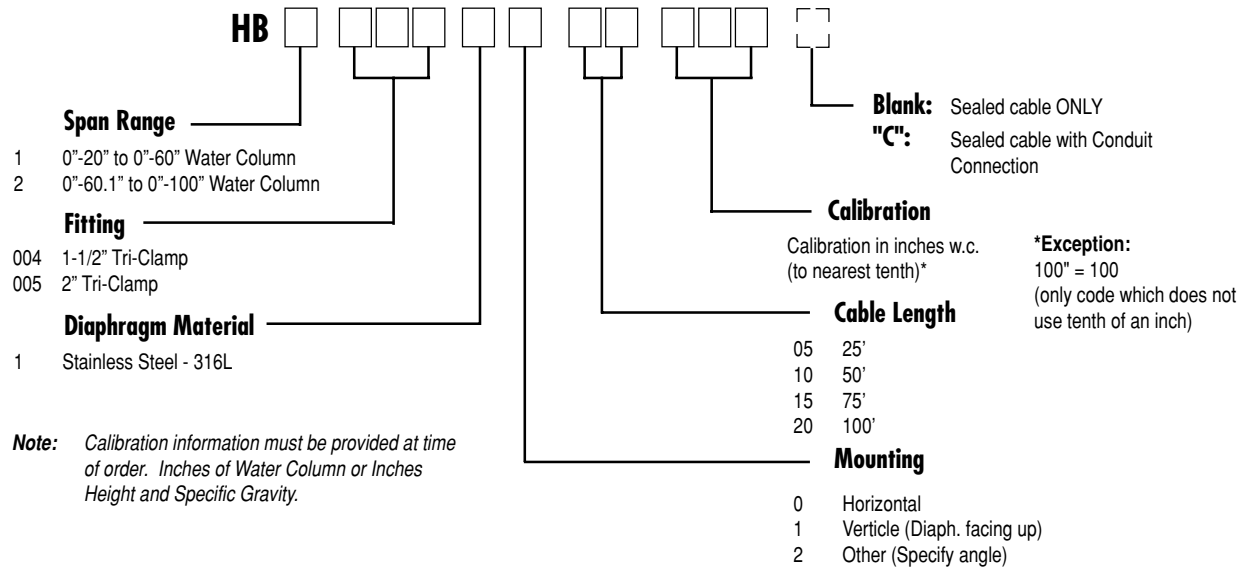 HB
Span Range
1 0”-20” to 0”-60” Water Column
2 0”-60.1” to 0”-100” Water Column
Fitting
004 1-1/2” Tri-Clamp
005 2” Tri-Clamp
Diaphragm Material
1 Stainless Steel - 316L
Note: Calibration information must be provided at time
of order. Inches of Water Column or Inches
Height and Specific Gravity.
Blank: Sealed cable ONLY
"C": Sealed cable with Conduit
Connection
Calibration
Calibration in inches w.c.
(to nearest tenth)*
*Exception:
100" = 100
(only code which does not
use tenth of an inch)
Cable Length
05 25’
10 50’
15 75’
20 100’
Mounting
0 Horizontal
1 Verticle (Diaph. facing up)
2 Other (Specify angle)